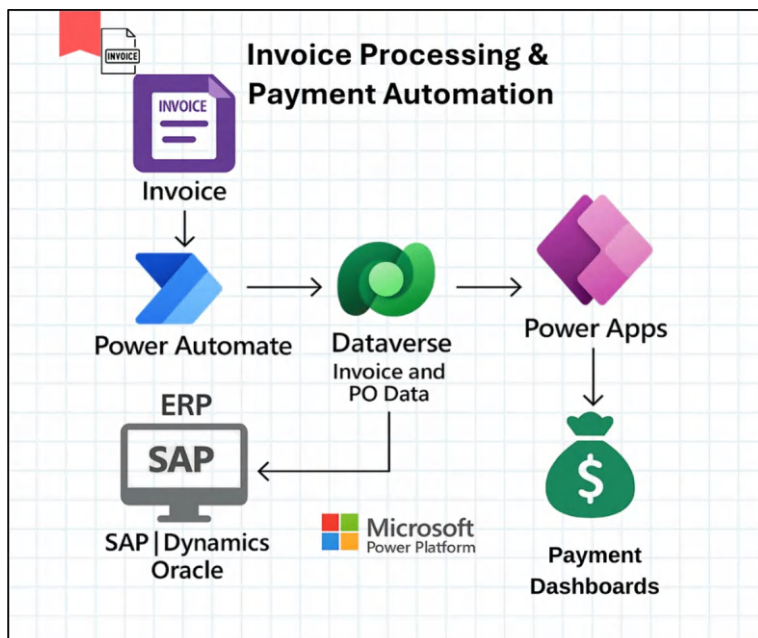 INVOICE
Invoice Processing &
Payment Automation
INVOICE
Invoice
Power Automate
Dataverse
Invoice and
PO Data
Power Apps
ERP
SAP
SAP | Dynamics
Oracle
Microsoft
Power Platform
$
Payment
Dashboards